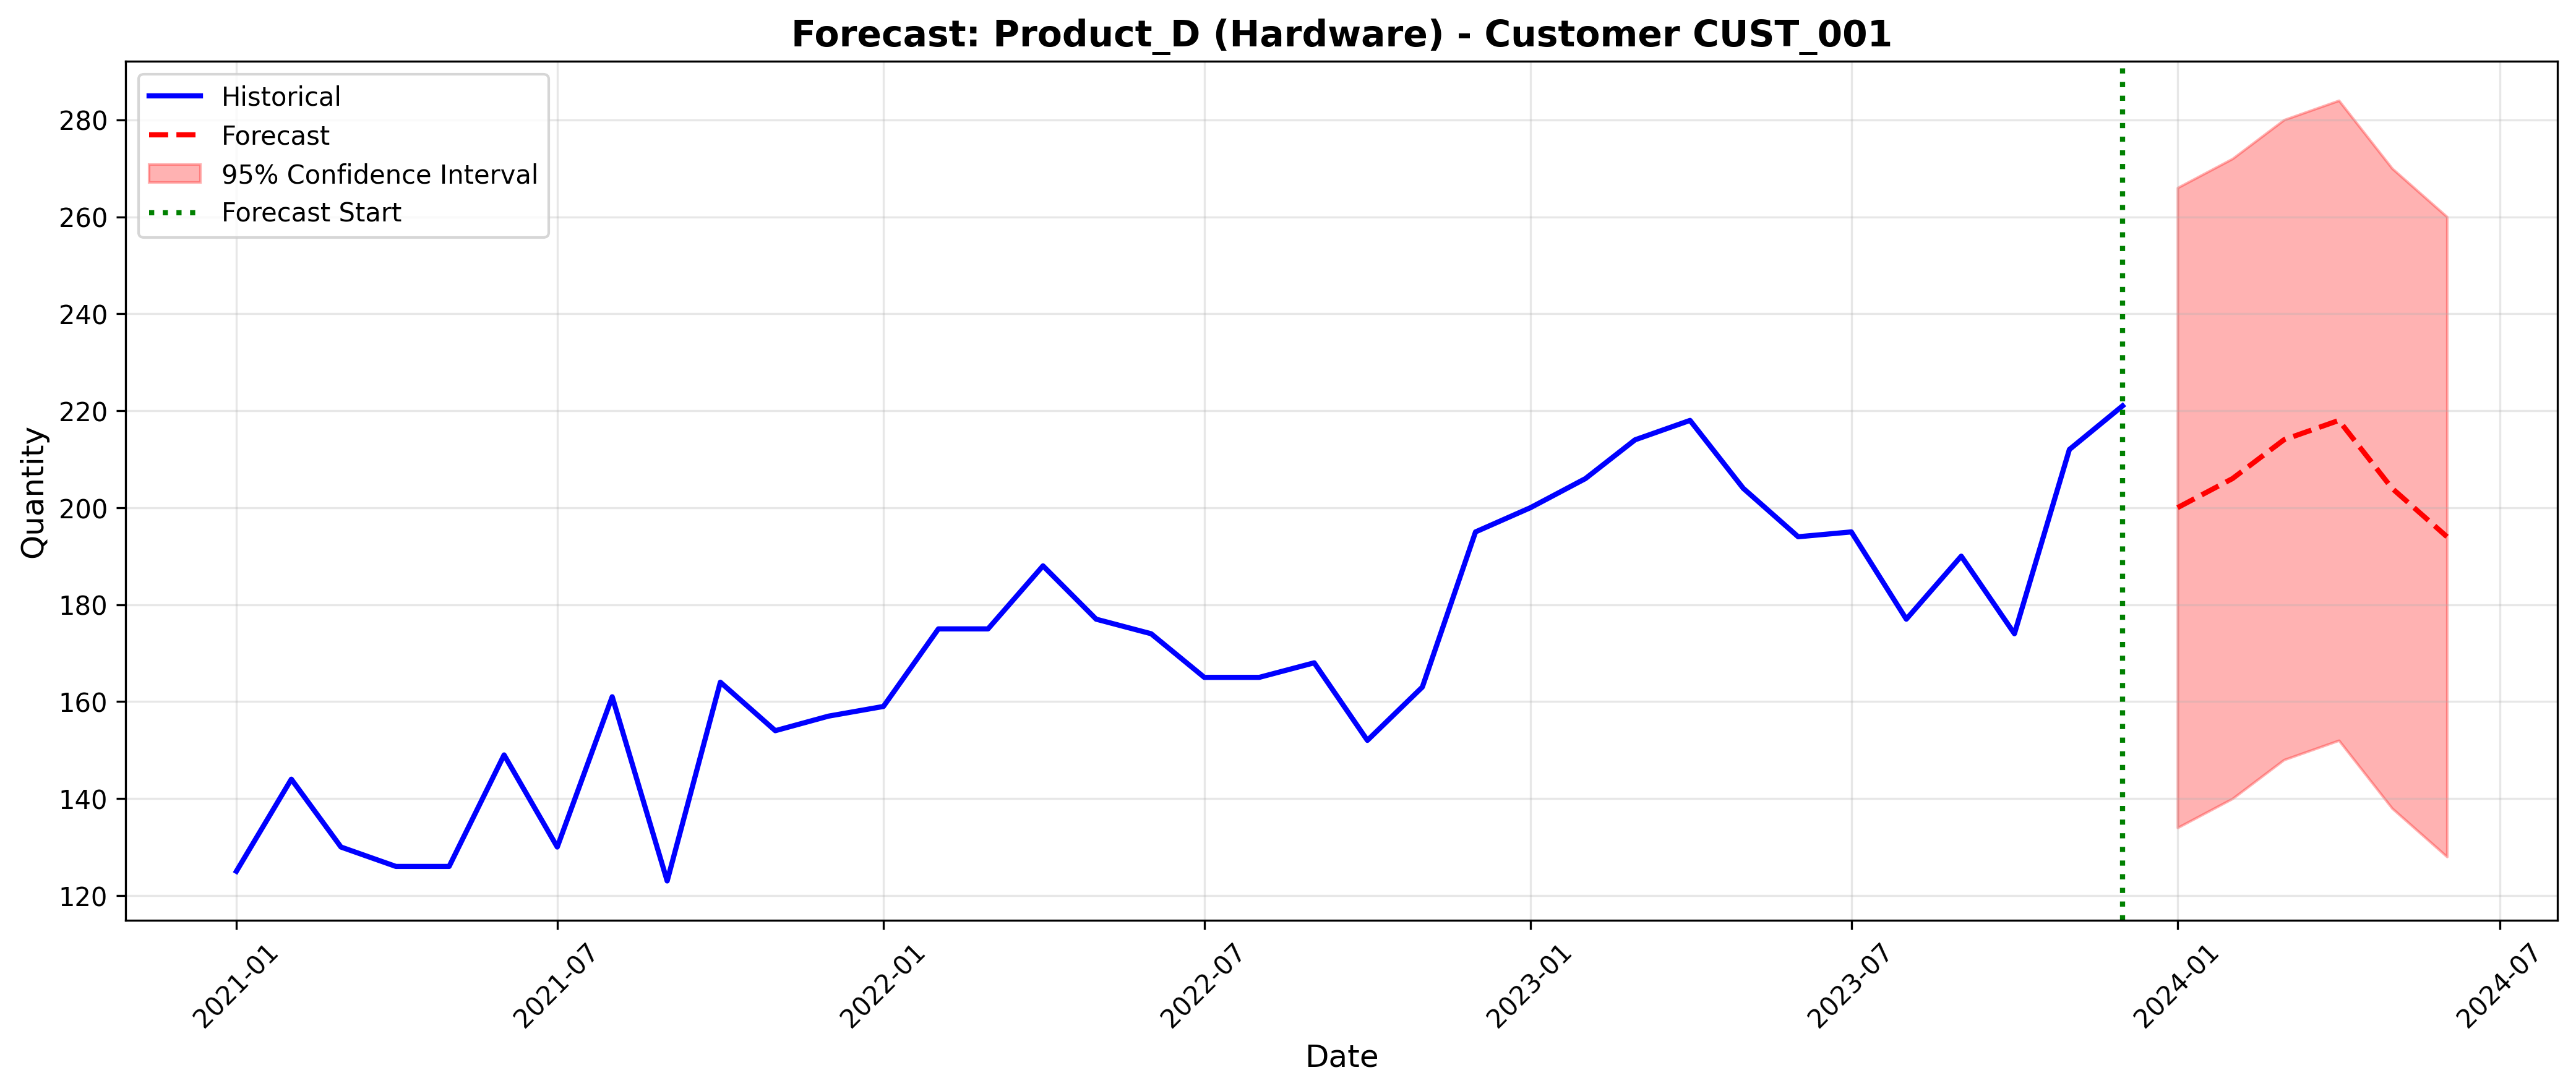 Forecast: Product_D (Hardware) - Customer CUST_001
Historical
Forecast
95% Confidence Interval
Forecast Start
280
260
240
220
200
180
160
140
120
Quantity
2021-01
2021-07
2022-01
2022-07
2023-01
2023-07
2024-01
2024-07
Date